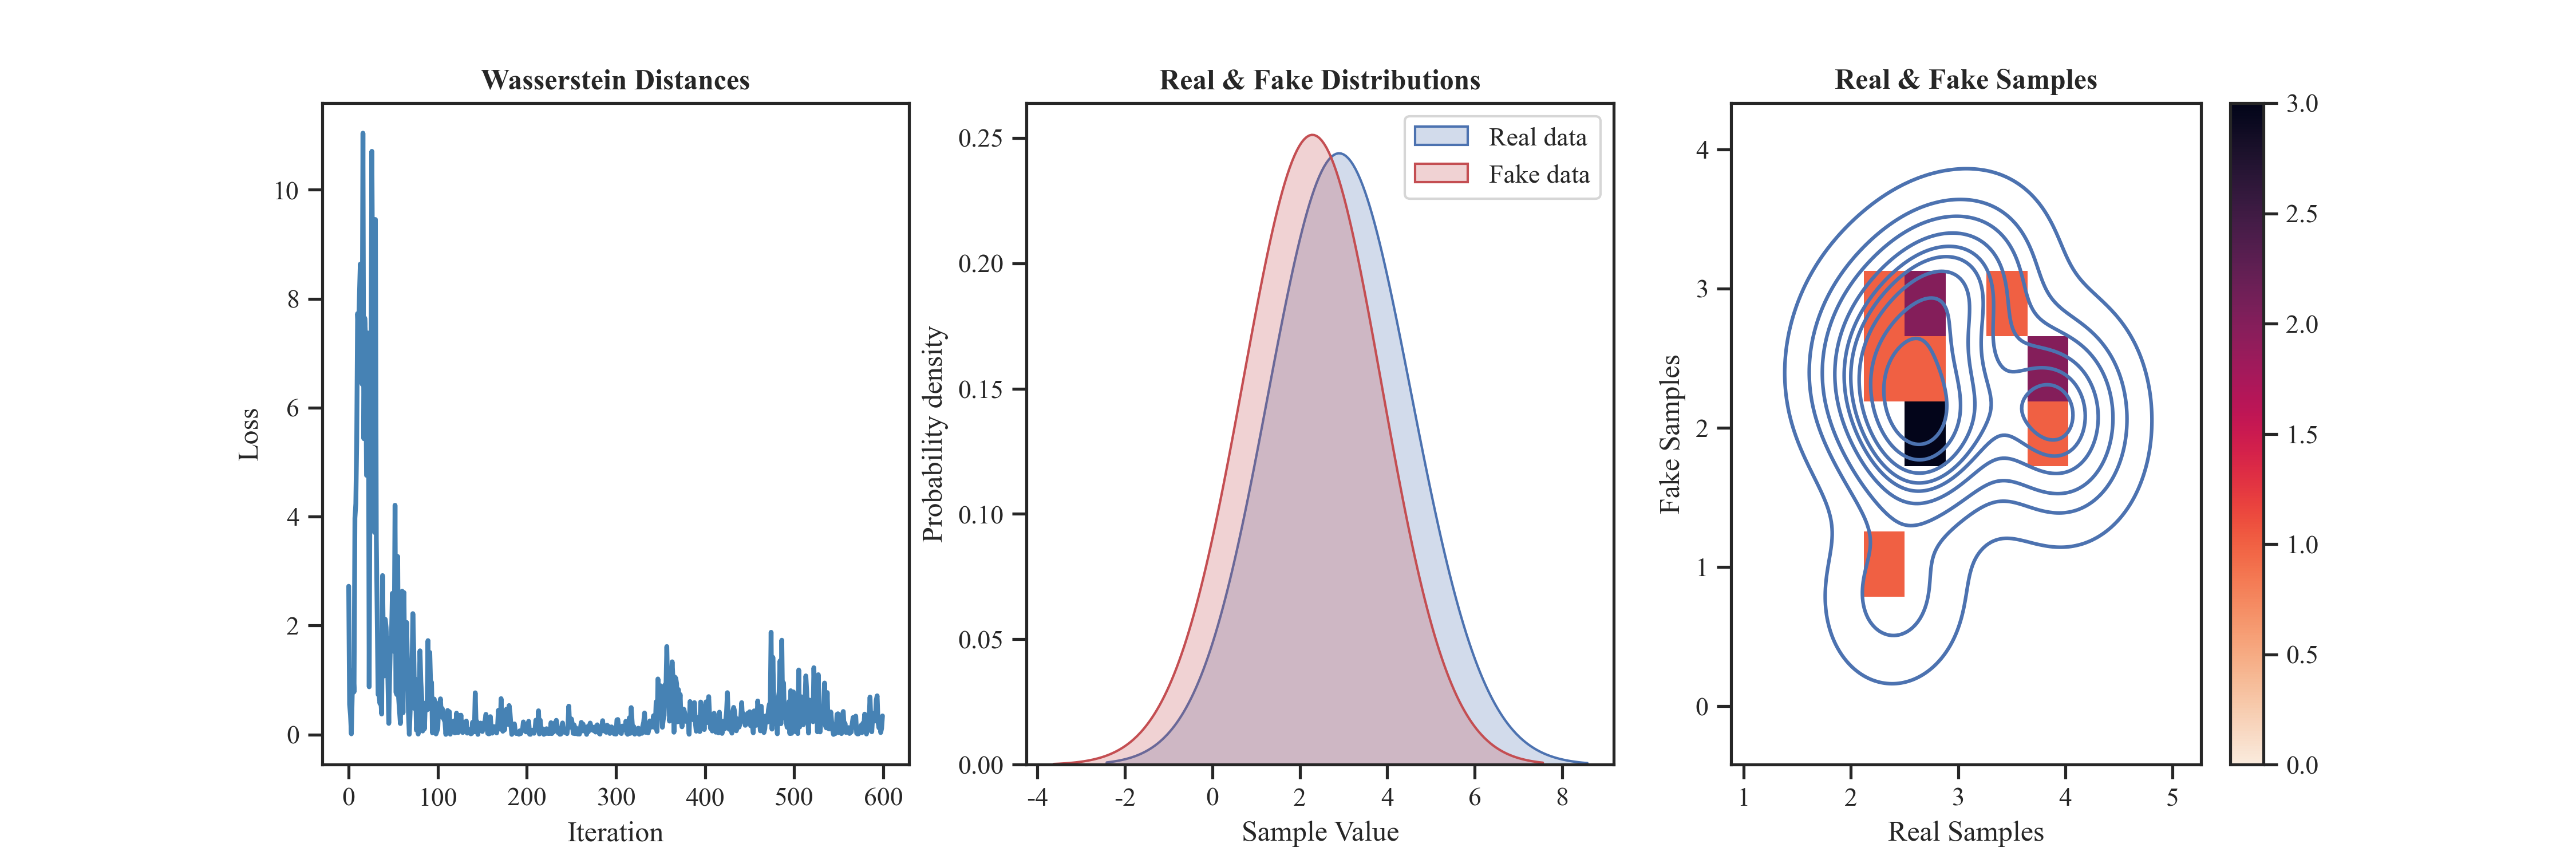 Wasserstein Distances
10
8
6
4
2
0
Loss
0 100 200 300 400 500 600
Iteration
Real & Fake Distributions
Real data
Fake data
0.25
0.20
0.15
0.10
0.05
0.00
Probability density
-4 -2 0 2 4 6 8
Sample Value
Real & Fake Samples
4
3
2
1
0
Fake Samples
1 2 3 4 5
Real Samples
3.0
2.5
2.0
1.5
1.0
0.5
0.0